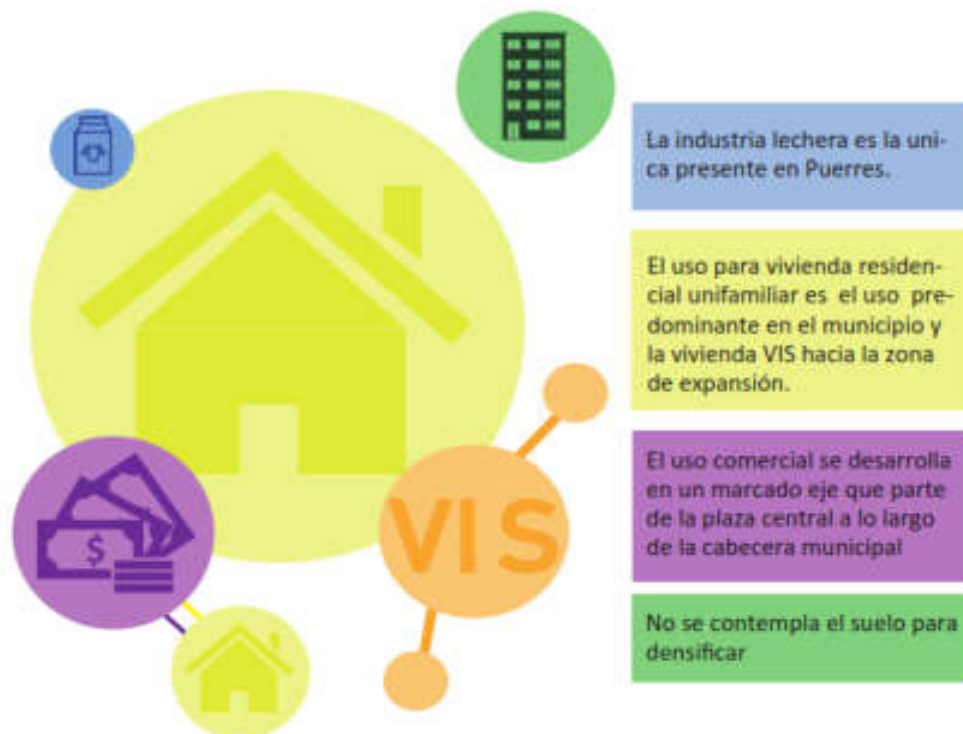 La industria lechera es la uni-
ca presente en Puerres.
El uso para vivienda residen-
cial unifamiliar es el uso pre-
dominante en el municipio y
la vivienda VIS hacia la zona
de expansión.
$
VIS
El uso comercial se desarrolla
en un marcado eje que parte
de la plaza central a lo largo
de la cabecera municipal
No se contempla el suelo para
densificar